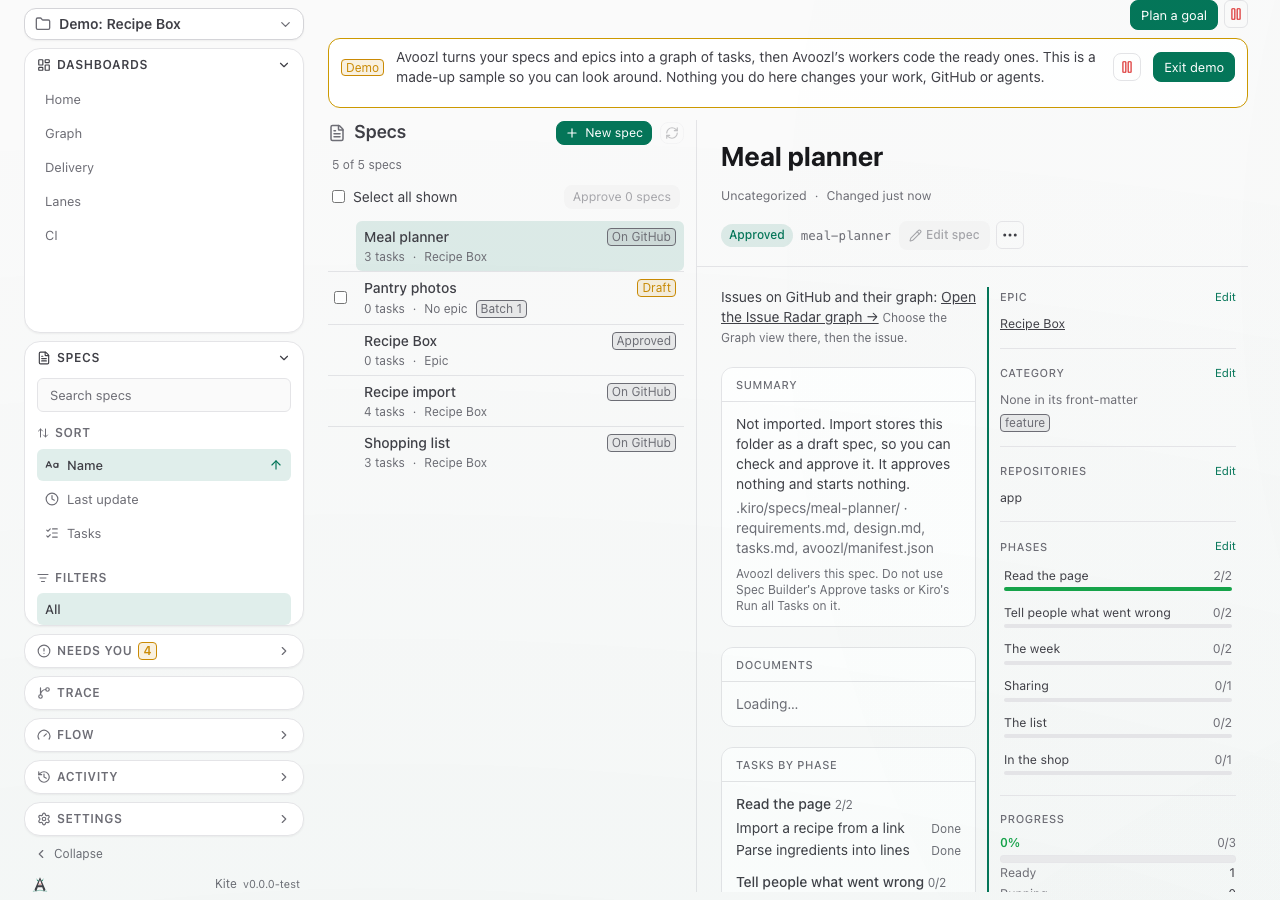 Demo: Recipe Box
DASHBOARDS
Home
Graph
Delivery
Lanes
CI
SPECS
Search specs
SORT
Aa Name
Last update
Tasks
FILTERS
All
NEEDS YOU 4
TRACE
FLOW
ACTIVITY
SETTINGS
Collapse
Kite v0.0.0-test
Plan a goal
Demo
Avoozl turns your specs and epics into a graph of tasks, then Avoozl's workers code the ready ones. This is a
made-up sample so you can look around. Nothing you do here changes your work, GitHub or agents.
Exit demo
Specs
+ New spec
5 of 5 specs
Select all shown
Approve 0 specs
Meal planner
On GitHub
3 tasks · Recipe Box
Pantry photos
Draft
0 tasks · No epic Batch 1
Recipe Box
Approved
0 tasks · Epic
Recipe import
On GitHub
4 tasks · Recipe Box
Shopping list
On GitHub
3 tasks · Recipe Box
Meal planner
Uncategorized · Changed just now
Approved meal-planner Edit spec
Issues on GitHub and their graph: Open
the Issue Radar graph → Choose the
Graph view there, then the issue.
SUMMARY
Not imported. Import stores this
folder as a draft spec, so you can
check and approve it. It approves
nothing and starts nothing.
.kiro/specs/meal-planner/ ·
requirements.md, design.md,
tasks.md, avoozl/manifest.json
Avoozl delivers this spec. Do not use
Spec Builder's Approve tasks or Kiro's
Run all Tasks on it.
DOCUMENTS
Loading...
TASKS BY PHASE
Read the page 2/2
Import a recipe from a link Done
Parse ingredients into lines Done
Tell people what went wrong 0/2
EPIC Edit
Recipe Box
CATEGORY Edit
None in its front-matter
feature
REPOSITORIES Edit
app
PHASES Edit
Read the page 2/2
Tell people what went wrong 0/2
The week 0/2
Sharing 0/1
The list 0/2
In the shop 0/1
PROGRESS
0% 0/3
Ready 1